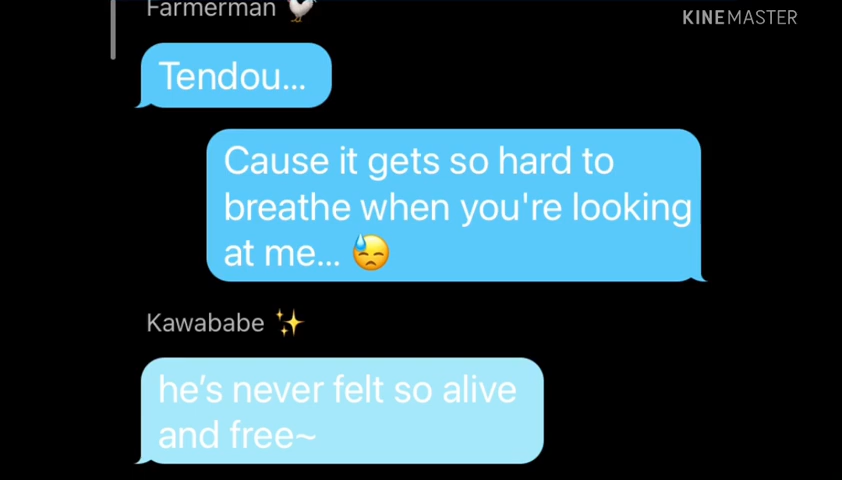 Farmerman 🐓
KINEMASTER
Tendou...
Cause it gets so hard to
breathe when you're looking
at me... 😓
Kawababe ✨
he's never felt so alive
and free~